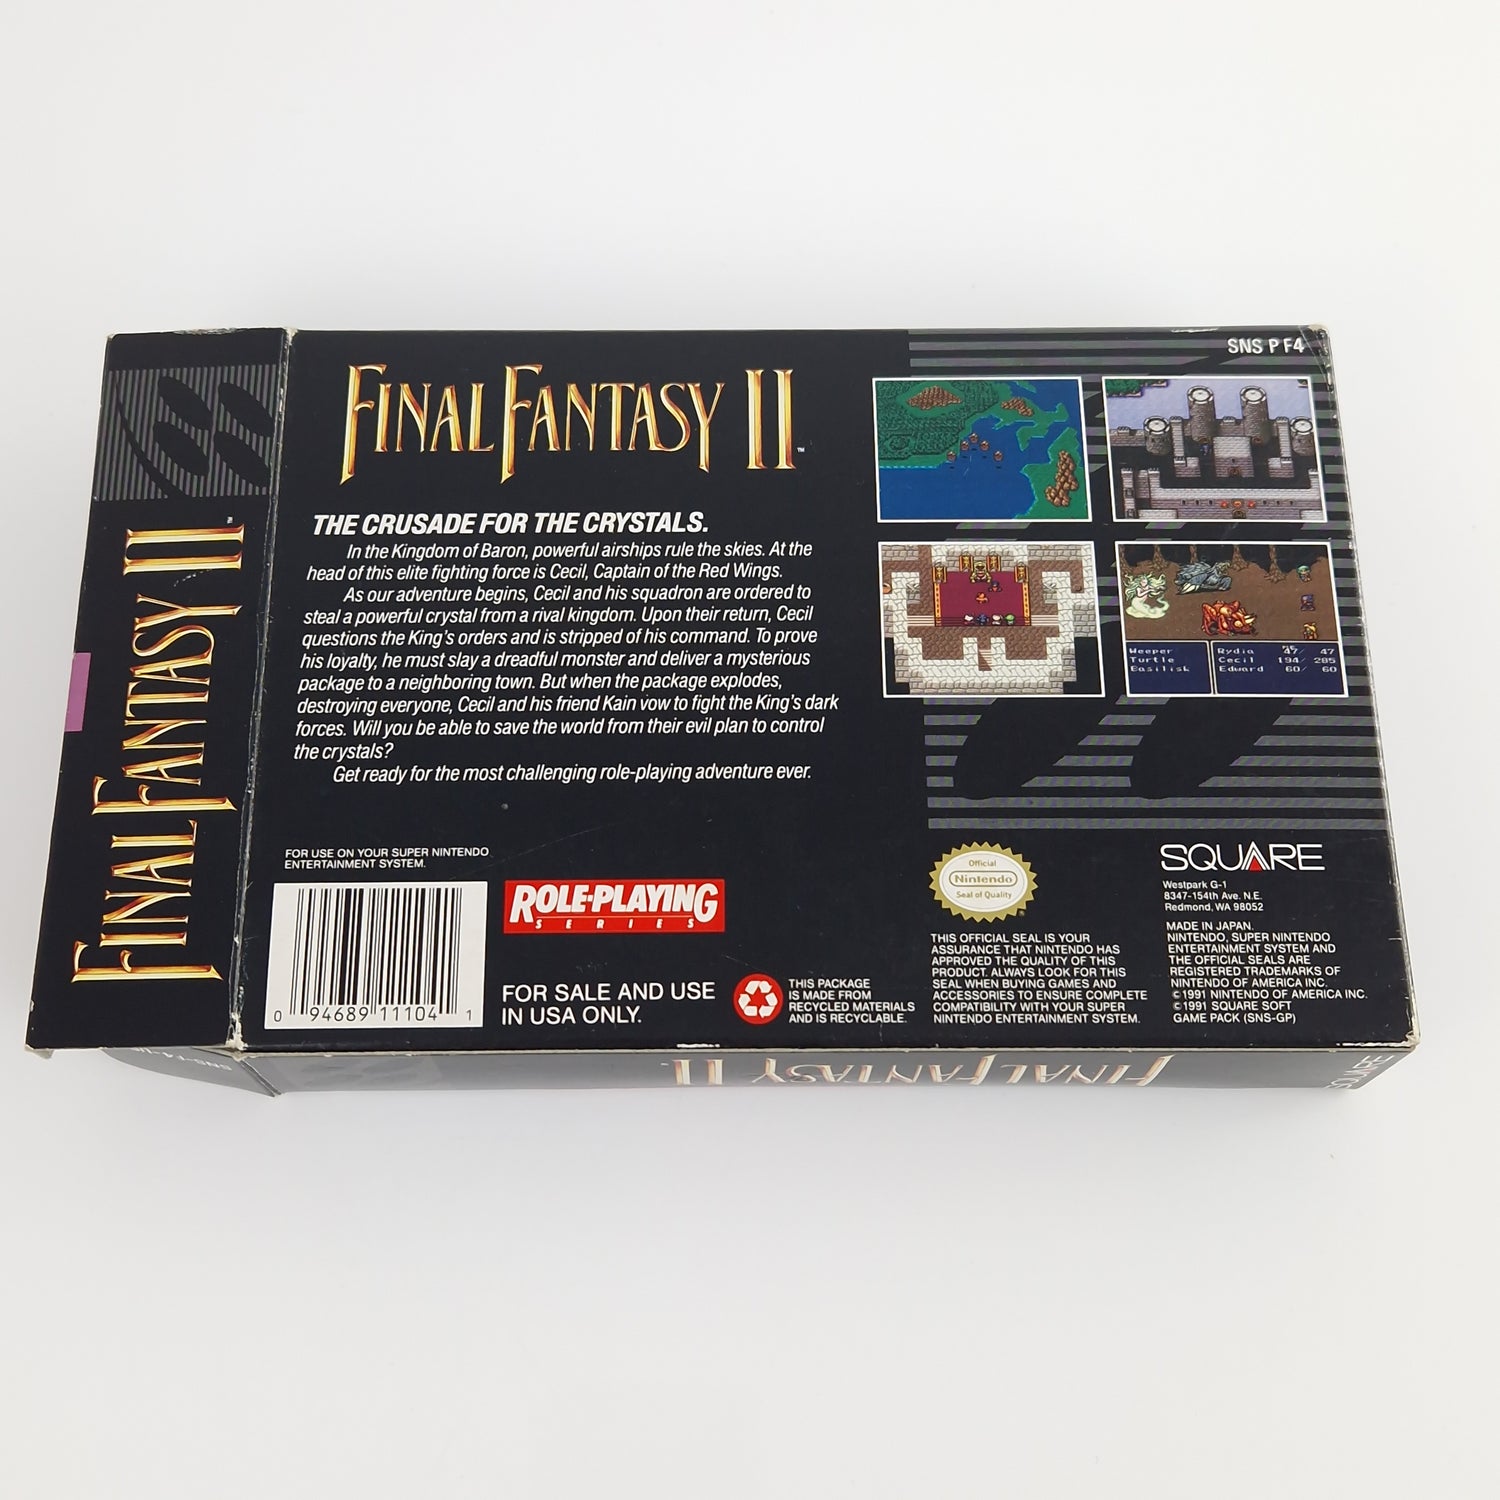 SNS P F4
FINAL FANTASY II
™
THE CRUSADE FOR THE CRYSTALS.
In the Kingdom of Baron, powerful airships rule the skies. At the
head of this elite fighting force is Cecil, Captain of the Red Wings.
As our adventure begins, Cecil and his squadron are ordered to
steal a powerful crystal from a rival kingdom. Upon their return, Cecil
questions the King's orders and is stripped of his command. To prove
his loyalty, he must slay a dreadful monster and deliver a mysterious
package to a neighboring town. But when the package explodes,
destroying everyone, Cecil and his friend Kain vow to fight the King's dark
forces. Will you be able to save the world from their evil plan to control
the crystals?
Get ready for the most challenging role-playing adventure ever.
Weeper
Turtle
Basilisk
Rydia 47/ 47
Cecil 194/ 285
Edward 60/ 60
FINAL FANTASY II
™
FOR USE ON YOUR SUPER NINTENDO
ENTERTAINMENT SYSTEM.
0 94689 11104 1
ROLE-PLAYING
SERIES
FOR SALE AND USE
IN USA ONLY.
THIS PACKAGE
IS MADE FROM
RECYCLED MATERIALS
AND IS RECYCLABLE.
Official
Nintendo
Seal of Quality
®
THIS OFFICIAL SEAL IS YOUR
ASSURANCE THAT NINTENDO HAS
APPROVED THE QUALITY OF THIS
PRODUCT. ALWAYS LOOK FOR THIS
SEAL WHEN BUYING GAMES AND
ACCESSORIES TO ENSURE COMPLETE
COMPATIBILITY WITH YOUR SUPER
NINTENDO ENTERTAINMENT SYSTEM.
SQUARE
Westpark G-1
8347-154th Ave. N.E.
Redmond, WA 98052
MADE IN JAPAN.
NINTENDO, SUPER NINTENDO
ENTERTAINMENT SYSTEM AND
THE OFFICIAL SEALS ARE
REGISTERED TRADEMARKS OF
NINTENDO OF AMERICA INC.
©1991 NINTENDO OF AMERICA INC.
©1991 SQUARE SOFT
GAME PACK (SNS-GP)
FINAL FANTASY II
™
SQUARE